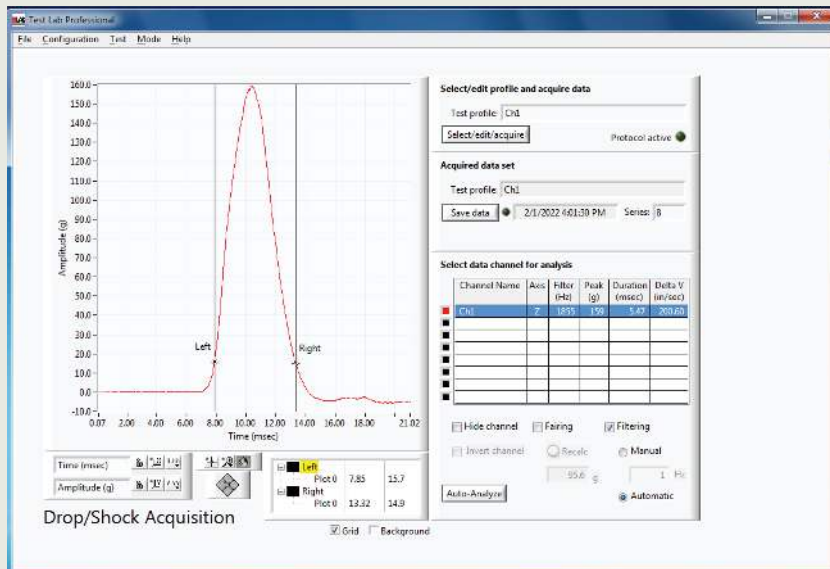 Test Lab Professional
File Configuration Test Mode Help
160.0
150.0
140.0
130.0
120.0
110.0
100.0
90.0
80.0
70.0
60.0
50.0
40.0
30.0
20.0
10.0
0.0
-10.0
Amplitude (g)
Left
Right
0.07 2.00 4.00 6.00 8.00 10.00 12.00 14.00 16.00 18.00 21.02
Time (msec)
Time (msec)
Amplitude (g)
Left
Plot 0 7.85 15.7
Right
Plot 0 13.32 14.9
Drop/Shock Acquisition
Grid Background
Select/edit profile and acquire data
Test profile: Ch1
Select/edit/acquire Protocol active
Acquired data set
Test profile: Ch1
Save data 2/1/2022 4:01:30 PM Series: 8
Select data channel for analysis
Channel Name Axis Filter (Hz) Peak (g) Duration (msec) Delta V (in/sec)
Ch1 Z 1855 159 5.47 200.60
Hide channel Fairing Filtering
Invert channel Recalc Manual
95.6 g 1 Hz
Auto-Analyze Automatic